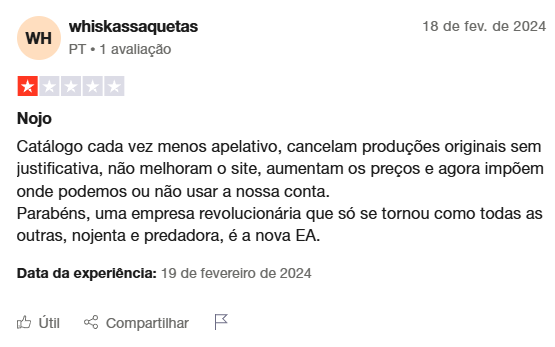 WH
whiskassaquetas
18 de fev. de 2024
PT • 1 avaliação
Nojo
Catálogo cada vez menos apelativo, cancelam produções originais sem
justificativa, não melhoram o site, aumentam os preços e agora impõem
onde podemos ou não usar a nossa conta.
Parabéns, uma empresa revolucionária que só se tornou como todas as
outras, nojenta e predadora, é a nova EA.
Data da experiência: 19 de fevereiro de 2024
Útil
Compartilhar